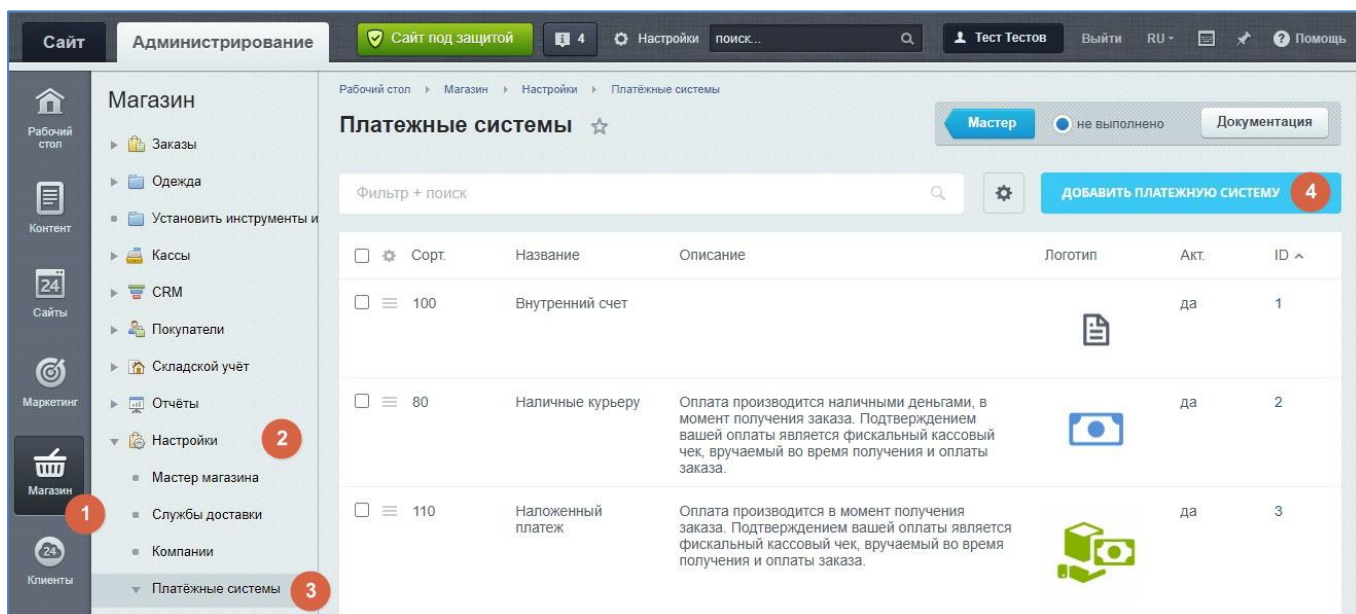 Сайт
Администрирование
Сайт под защитой
4
Настройки
поиск...
Тест Тестов
Выйти
RU
Помощь
Рабочий
стол
Контент
24
Сайты
Маркетинг
Магазин
1
24
Клиенты
Магазин
Заказы
Одежда
Установить инструменты и
Кассы
CRM
Покупатели
Складской учёт
Отчёты
Настройки
2
Мастер магазина
Службы доставки
Компании
Платёжные системы
3
Рабочий стол
Магазин
Настройки
Платёжные системы
Платежные системы
Мастер
не выполнено
Документация
Фильтр + поиск
ДОБАВИТЬ ПЛАТЕЖНУЮ СИСТЕМУ
4
Сорт.
Название
Описание
Логотип
Акт.
ID
100
Внутренний счет
да
1
80
Наличные курьеру
Оплата производится наличными деньгами, в
момент получения заказа. Подтверждением
вашей оплаты является фискальный кассовый
чек, вручаемый во время получения и оплаты
заказа.
да
2
110
Наложенный
платеж
Оплата производится в момент получения
заказа. Подтверждением вашей оплаты является
фискальный кассовый чек, вручаемый во время
получения и оплаты заказа.
да
3